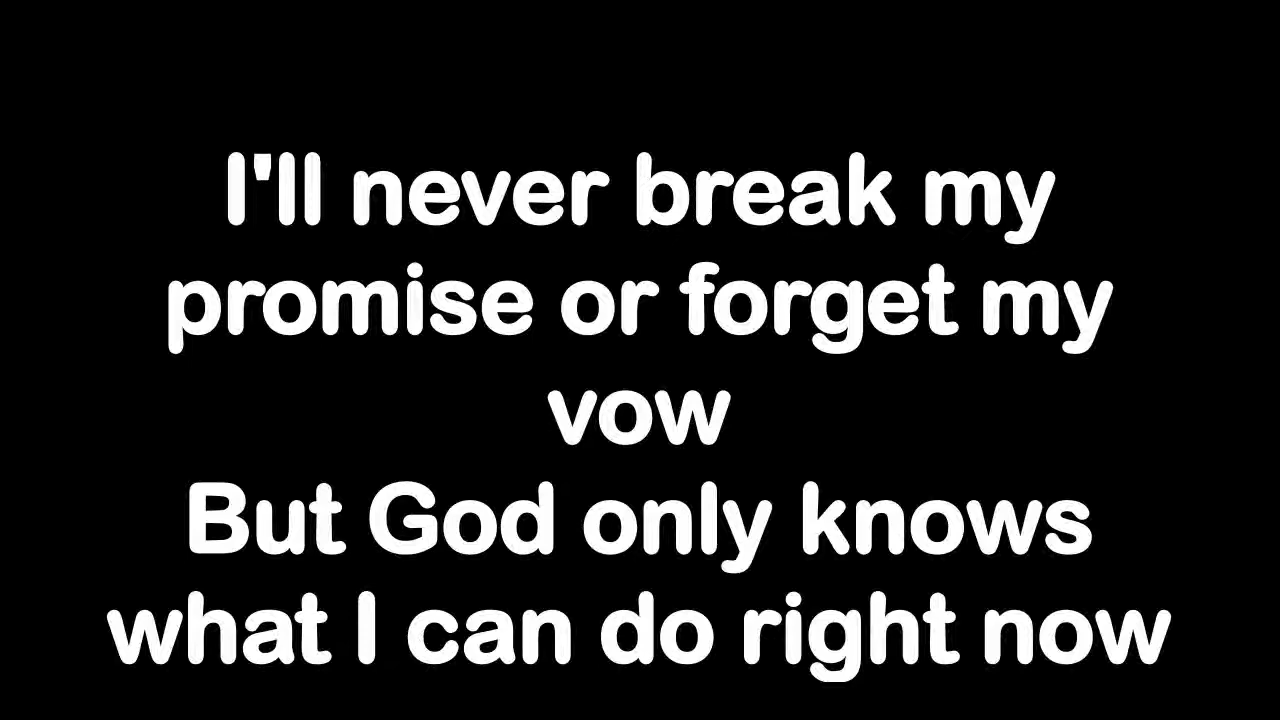 I'll never break my
promise or forget my
vow
But God only knows
what I can do right now